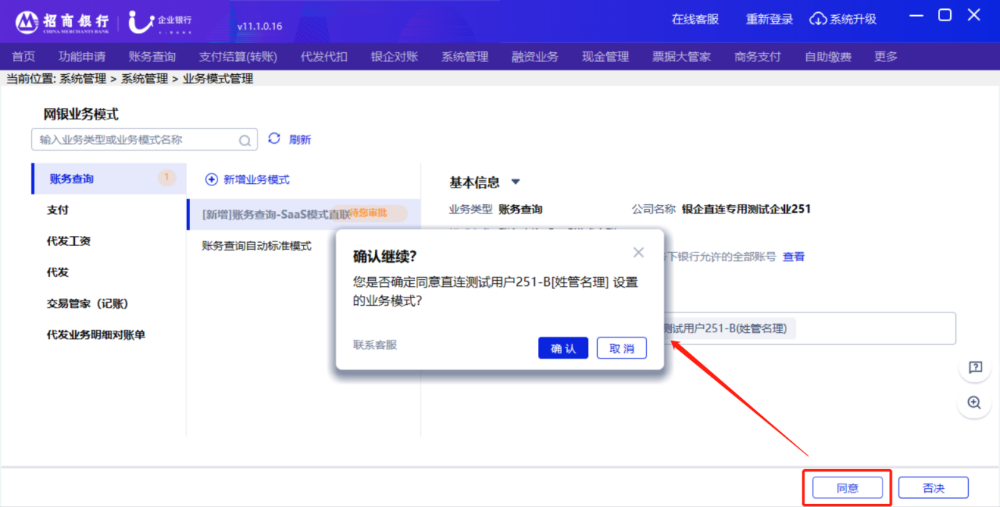 招商银行 企业银行 v11.1.0.16 在线客服 重新登录 系统升级
CHINA MERCHANTS BANK U-BANK
首页 功能申请 账务查询 支付结算(转账) 代发代扣 银企对账 系统管理 融资业务 现金管理 票据大管家 商务支付 自助缴费 更多
当前位置: 系统管理 > 系统管理 > 业务模式管理
网银业务模式
输入业务类型或业务模式名称 刷新
账务查询 1
支付
代发工资
代发
交易管家（记账）
代发业务明细对账单
新增业务模式
[新增]账务查询-SaaS模式直联 待您审批
账务查询自动标准模式
基本信息
业务类型 账务查询 公司名称 银企直连专用测试企业251
下银行允许的全部账号 查看
测试用户251-B(姓管名理)
确认继续？
您是否确定同意直连测试用户251-B[姓管名理] 设置
的业务模式？
联系客服 确 认 取 消
同意 否决